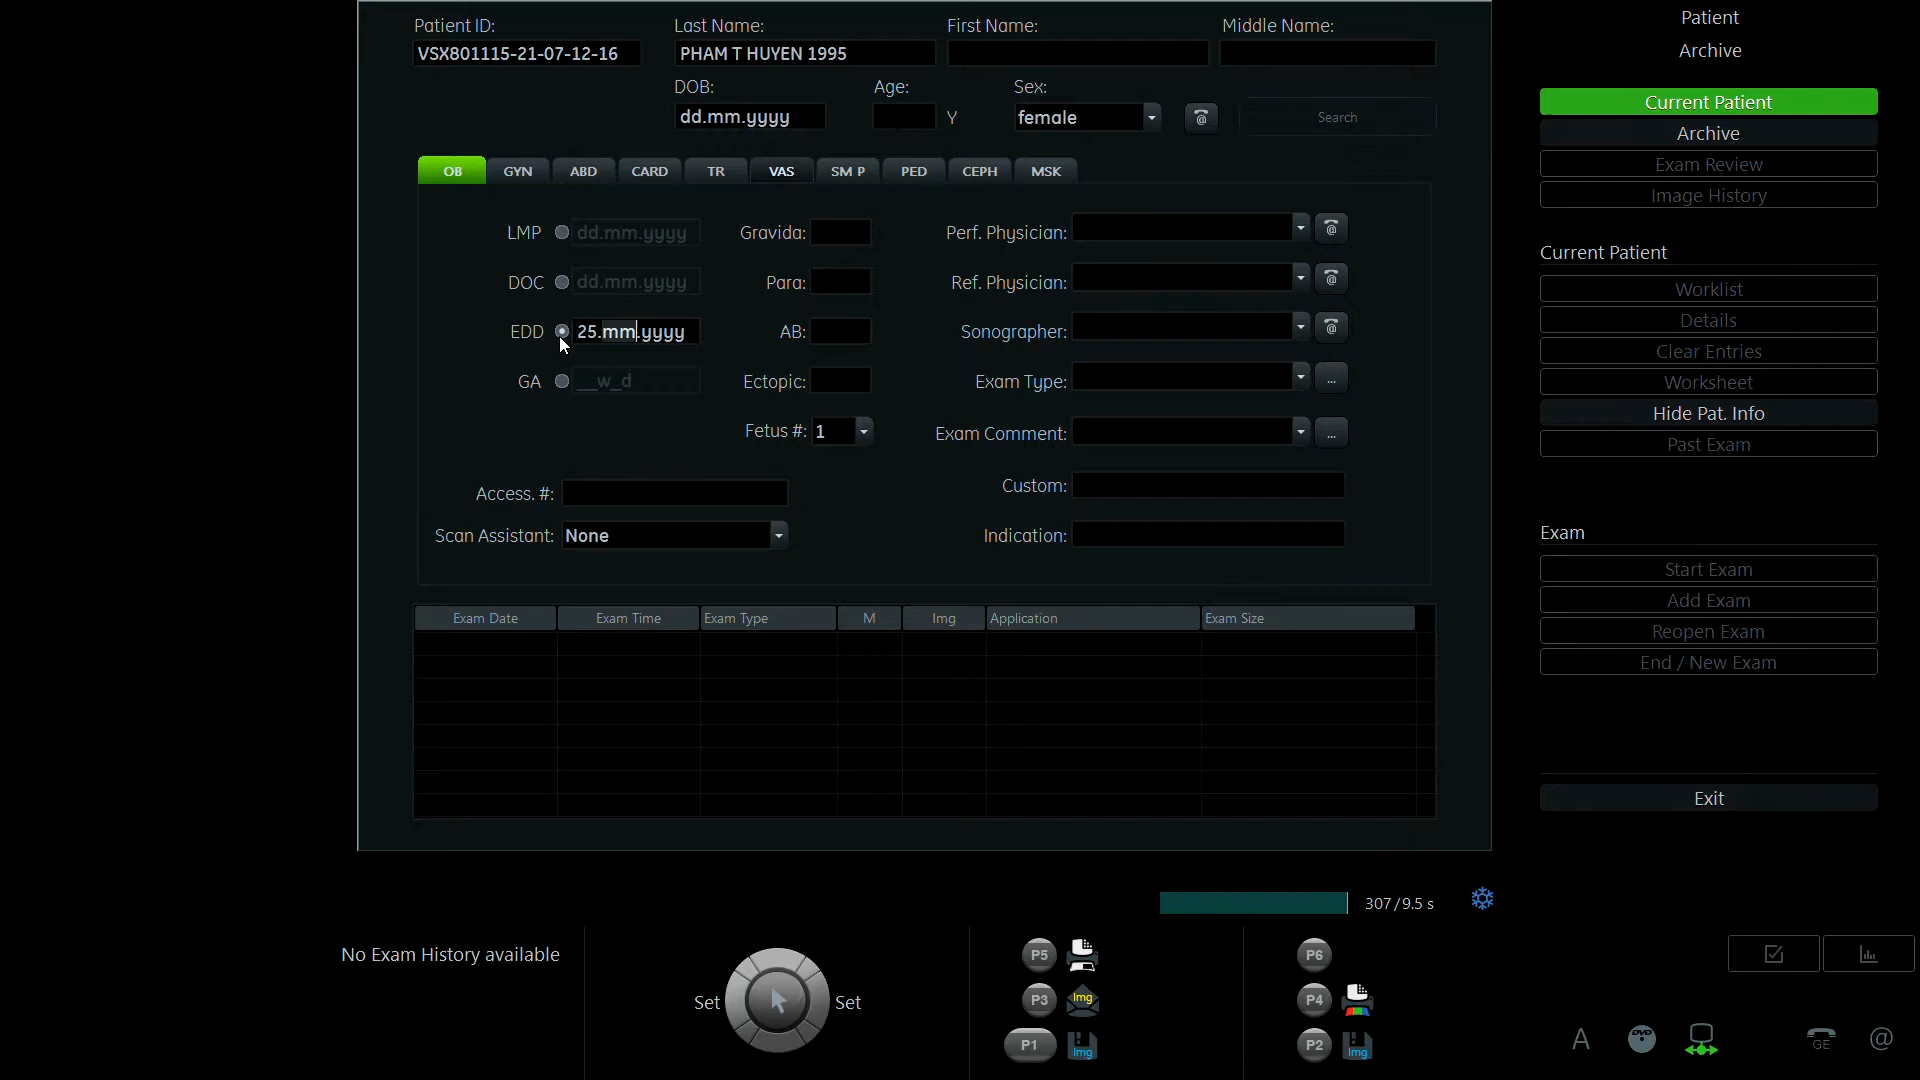 Patient ID:
Last Name:
First Name:
Middle Name:
VSX801115-21-07-12-16
PHAM T HUYEN 1995
DOB:
Age:
Sex:
dd.mm.yyyy
Y
female
@
Search
OB
GYN
ABD
CARD
TR
VAS
SM P
PED
CEPH
MSK
LMP
dd.mm.yyyy
Gravida:
Perf. Physician:
@
DOC
dd.mm.yyyy
Para:
Ref. Physician:
@
EDD
25.mm.yyyy
AB:
Sonographer:
@
GA
__w_d
Ectopic:
Exam Type:
...
Fetus #:
1
Exam Comment:
...
Access. #:
Custom:
Scan Assistant:
None
Indication:
Exam Date
Exam Time
Exam Type
M
Img
Application
Exam Size
Patient
Archive
Current Patient
Archive
Exam Review
Image History
Current Patient
Worklist
Details
Clear Entries
Worksheet
Hide Pat. Info
Past Exam
Exam
Start Exam
Add Exam
Reopen Exam
End / New Exam
Exit
307/9.5 s
No Exam History available
Set
Set
P5
P3
Img
P1
Img
P6
P4
P2
Img
A
DVD
GE
@